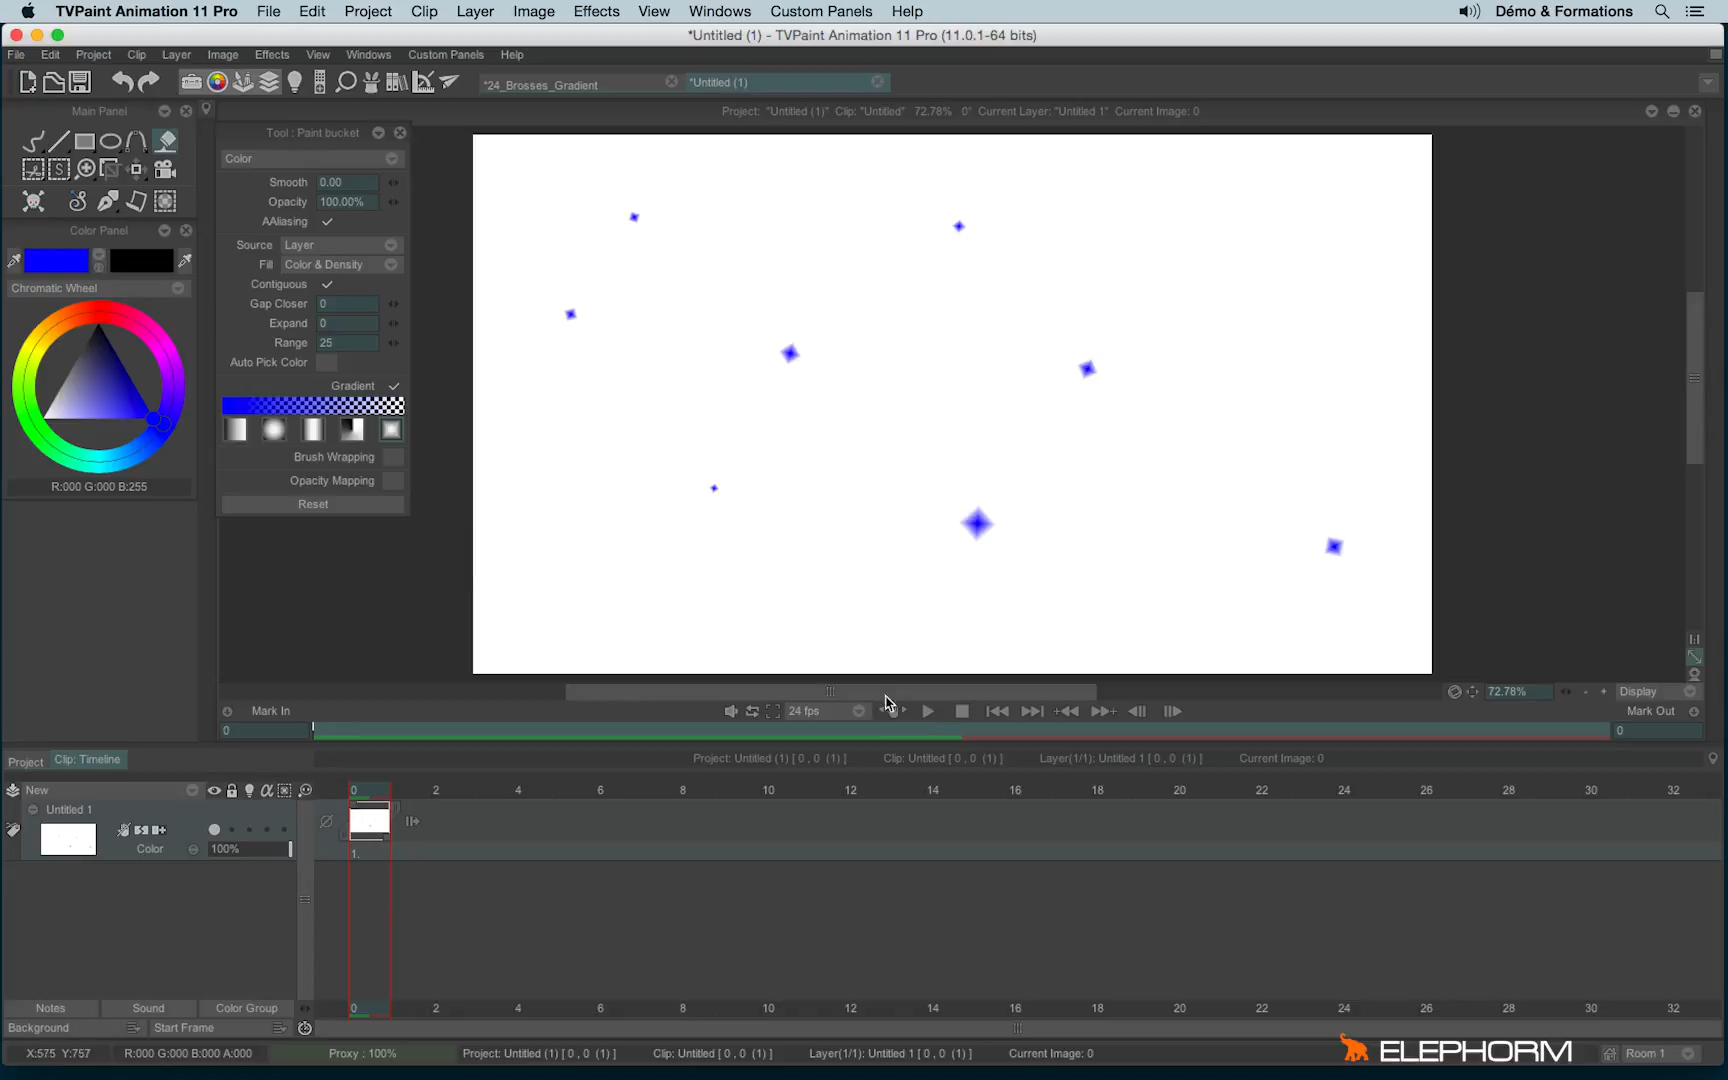 TVPaint Animation 11 Pro File Edit Project Clip Layer Image Effects View Windows Custom Panels Help Démo & Formations
*Untitled (1) - TVPaint Animation 11 Pro (11.0.1-64 bits)
File Edit Project Clip Layer Image Effects View Windows Custom Panels Help
*24_Brosses_Gradient *Untitled (1)
Main Panel
Project: "Untitled (1)" Clip: "Untitled" 72.78% 0° Current Layer: "Untitled 1" Current Image: 0
Tool : Paint bucket
Color
Smooth 0.00
Opacity 100.00%
AAliasing
Color Panel
Source Layer
Fill Color & Density
Contiguous
Chromatic Wheel
Gap Closer 0
Expand 0
Range 25
Auto Pick Color
Gradient
Brush Wrapping
Opacity Mapping
R:000 G:000 B:255
Reset
72.78% - + Display
Mark In 24 fps Mark Out
0 0
Project Clip: Timeline Project: Untitled (1) [ 0 , 0 (1) ] Clip: Untitled [ 0 , 0 (1) ] Layer(1/1): Untitled 1 [ 0 , 0 (1) ] Current Image: 0
New 0 2 4 6 8 10 12 14 16 18 20 22 24 26 28 30 32
Untitled 1
Color 100%
1.
Notes Sound Color Group 0 2 4 6 8 10 12 14 16 18 20 22 24 26 28 30 32
Background Start Frame
X:575 Y:757 R:000 G:000 B:000 A:000 Proxy : 100% Project: Untitled (1) [ 0 , 0 (1) ] Clip: Untitled [ 0 , 0 (1) ] Layer(1/1): Untitled 1 [ 0 , 0 (1) ] Current Image: 0 ELEPHORM Room 1